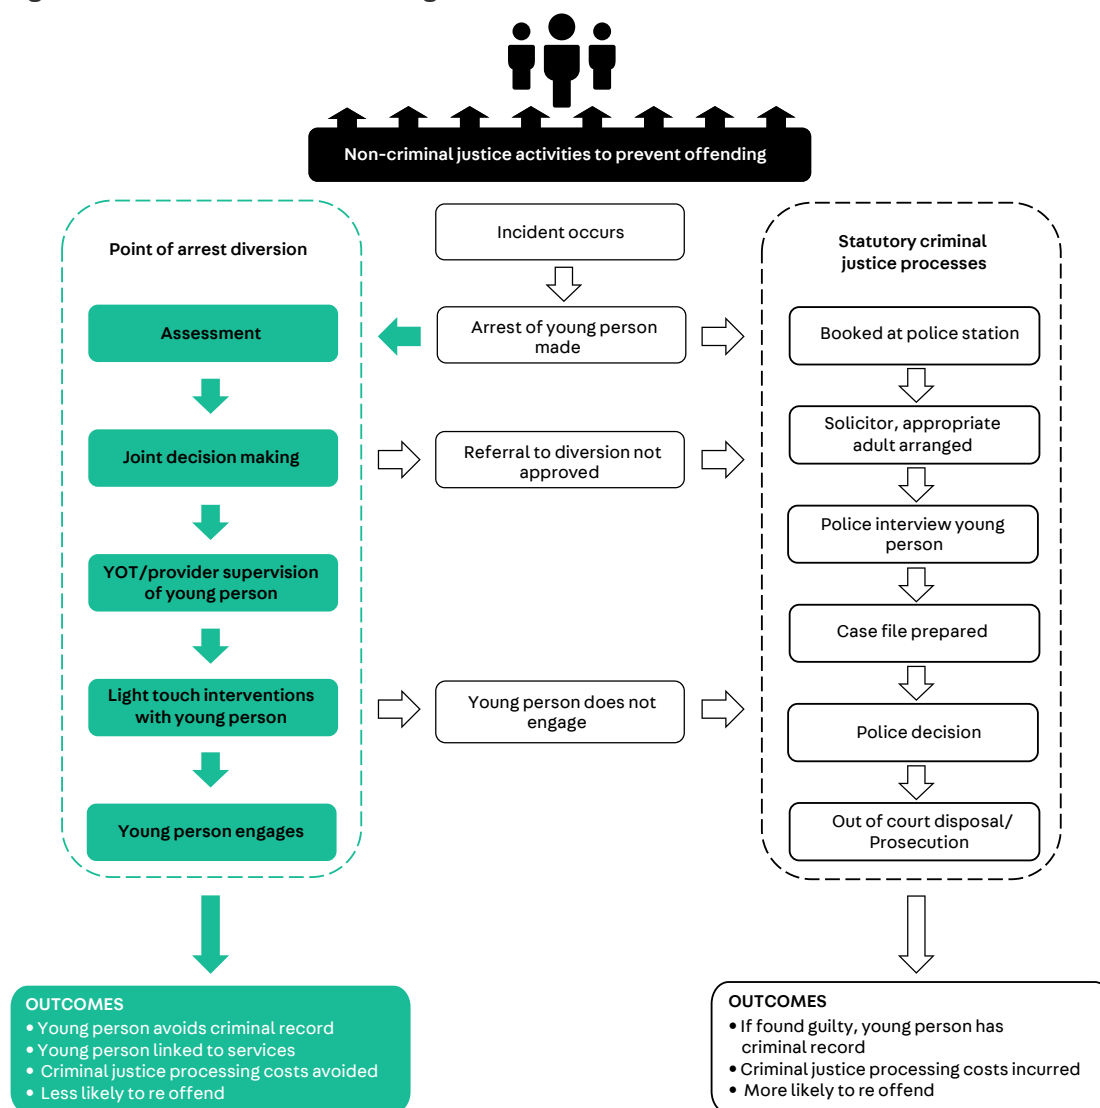 Non-criminal justice activities to prevent offending
Point of arrest diversion
Assessment
Joint decision making
YOT/provider supervision
of young person
Light touch interventions
with young person
Young person engages
OUTCOMES
• Young person avoids criminal record
• Young person linked to services
• Criminal justice processing costs avoided
• Less likely to re offend
Incident occurs
Arrest of young person
made
Referral to diversion not
approved
Young person does not
engage
Statutory criminal
justice processes
Booked at police station
Solicitor, appropriate
adult arranged
Police interview young
person
Case file prepared
Police decision
Out of court disposal/
Prosecution
OUTCOMES
• If found guilty, young person has
criminal record
• Criminal justice processing costs incurred
• More likely to re offend